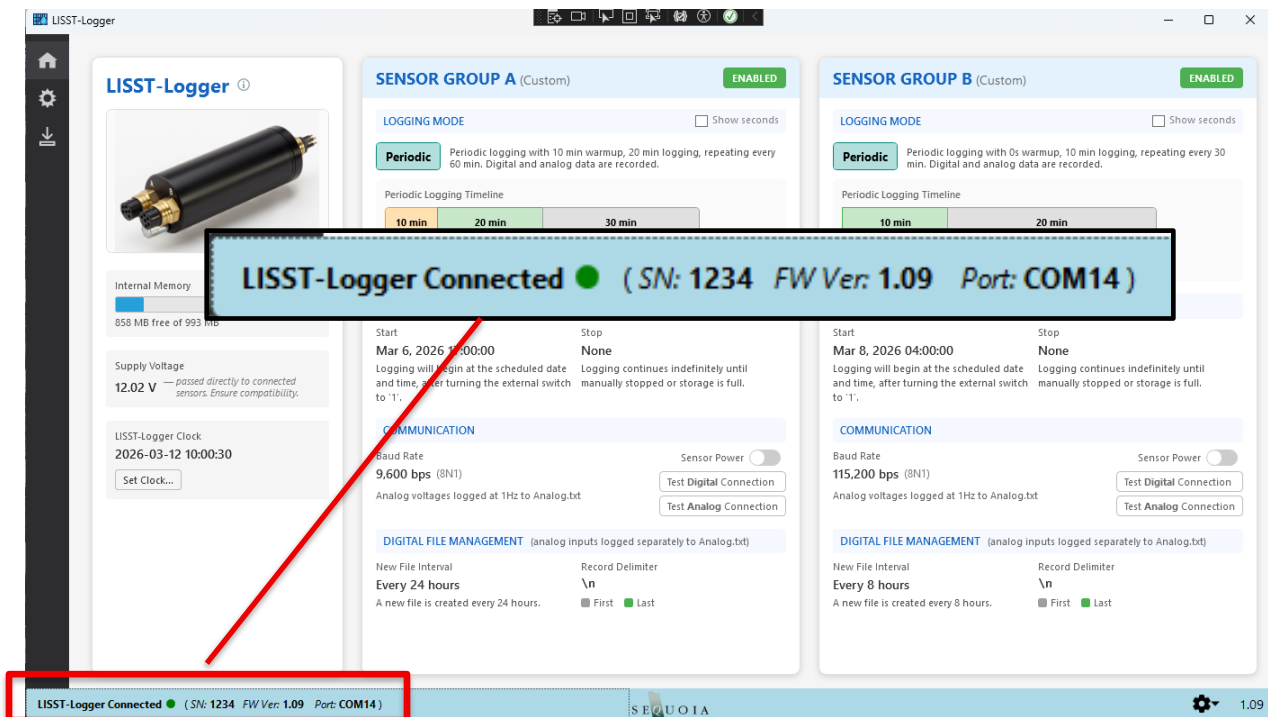 LISST-Logger
LISST-Logger
Internal Memory
858 MB free of 993 MB
Supply Voltage
12.02 V — passed directly to connected
sensors. Ensure compatibility.
LISST-Logger Clock
2026-03-12 10:00:30
Set Clock...
SENSOR GROUP A (Custom) ENABLED
LOGGING MODE Show seconds
Periodic
Periodic logging with 10 min warmup, 20 min logging, repeating every
60 min. Digital and analog data are recorded.
Periodic Logging Timeline
10 min 20 min 30 min
Start
Mar 6, 2026 :00:00
Logging will begin at the scheduled date
and time, after turning the external switch
to '1'.
Stop
None
Logging continues indefinitely until
manually stopped or storage is full.
COMMUNICATION
Baud Rate
9,600 bps (8N1)
Analog voltages logged at 1Hz to Analog.txt
Sensor Power
Test Digital Connection
Test Analog Connection
DIGITAL FILE MANAGEMENT (analog inputs logged separately to Analog.txt)
New File Interval
Every 24 hours
A new file is created every 24 hours.
Record Delimiter
\n
First Last
SENSOR GROUP B (Custom) ENABLED
LOGGING MODE Show seconds
Periodic
Periodic logging with 0s warmup, 10 min logging, repeating every 30
min. Digital and analog data are recorded.
Periodic Logging Timeline
10 min 20 min
Start
Mar 8, 2026 04:00:00
Logging will begin at the scheduled date
and time, after turning the external switch
to '1'.
Stop
None
Logging continues indefinitely until
manually stopped or storage is full.
COMMUNICATION
Baud Rate
115,200 bps (8N1)
Analog voltages logged at 1Hz to Analog.txt
Sensor Power
Test Digital Connection
Test Analog Connection
DIGITAL FILE MANAGEMENT (analog inputs logged separately to Analog.txt)
New File Interval
Every 8 hours
A new file is created every 8 hours.
Record Delimiter
\n
First Last
LISST-Logger Connected ( SN: 1234 FW Ver: 1.09 Port: COM14 )
LISST-Logger Connected ( SN: 1234 FW Ver: 1.09 Port: COM14 )
SEQUOIA
1.09